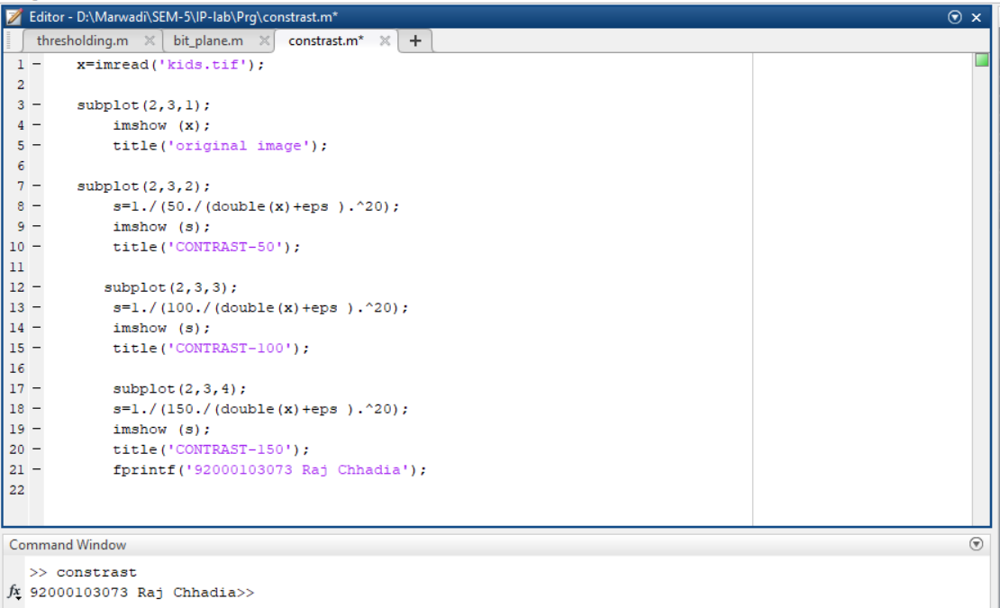 Editor - D:\Marwadi\SEM-5\IP-lab\Prg\constrast.m*
thresholding.m × bit_plane.m × constrast.m* × +
1 – x=imread('kids.tif');
2
3 – subplot(2,3,1);
4 – imshow (x);
5 – title('original image');
6
7 – subplot(2,3,2);
8 – s=1./(50./(double(x)+eps ).^20);
9 – imshow (s);
10 – title('CONTRAST-50');
11
12 – subplot(2,3,3);
13 – s=1./(100./(double(x)+eps ).^20);
14 – imshow (s);
15 – title('CONTRAST-100');
16
17 – subplot(2,3,4);
18 – s=1./(150./(double(x)+eps ).^20);
19 – imshow (s);
20 – title('CONTRAST-150');
21 – fprintf('92000103073 Raj Chhadia');
22
Command Window
>> constrast
fx 92000103073 Raj Chhadia>>